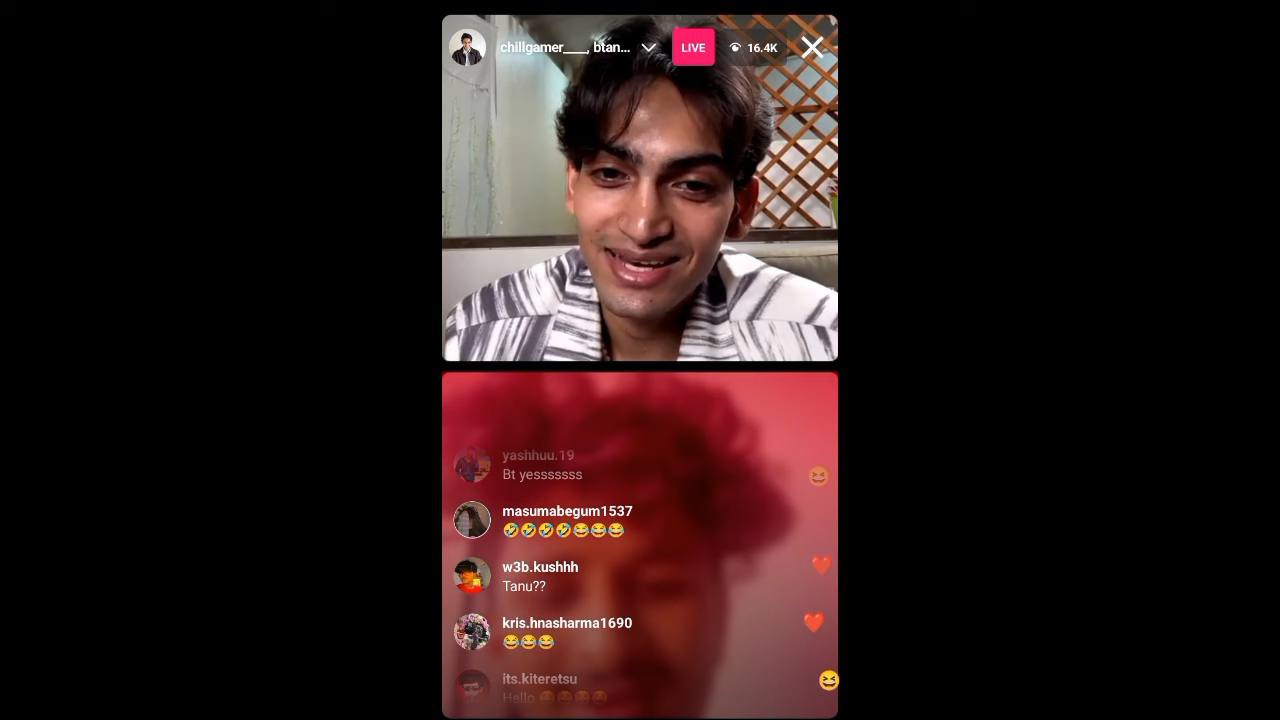 chillgamer___, btan...
LIVE
16.4K
yashhuu.19
Bt yesssssss
masumabegum1537
🤣🤣🤣🤣😂😂😂
w3b.kushhh
Tanu??
kris.hnasharma1690
😂😂😂
its.kiteretsu
Hello